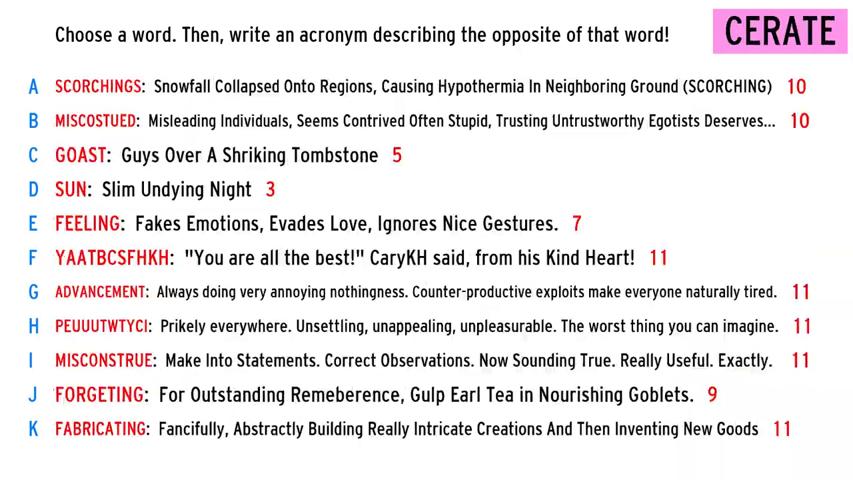 Choose a word. Then, write an acronym describing the opposite of that word!
CERATE
A SCORCHINGS: Snowfall Collapsed Onto Regions, Causing Hypothermia In Neighboring Ground (SCORCHING) 10
B MISCOSTUED: Misleading Individuals, Seems Contrived Often Stupid, Trusting Untrustworthy Egotists Deserves... 10
C GOAST: Guys Over A Shriking Tombstone 5
D SUN: Slim Undying Night 3
E FEELING: Fakes Emotions, Evades Love, Ignores Nice Gestures. 7
F YAATBCSFHKH: "You are all the best!" CaryKH said, from his Kind Heart! 11
G ADVANCEMENT: Always doing very annoying nothingness. Counter-productive exploits make everyone naturally tired. 11
H PEUUUTWTYCI: Prikely everywhere. Unsettling, unappealing, unpleasurable. The worst thing you can imagine. 11
I MISCONSTRUE: Make Into Statements. Correct Observations. Now Sounding True. Really Useful. Exactly. 11
J FORGETING: For Outstanding Remeberence, Gulp Earl Tea in Nourishing Goblets. 9
K FABRICATING: Fancifully, Abstractly Building Really Intricate Creations And Then Inventing New Goods 11